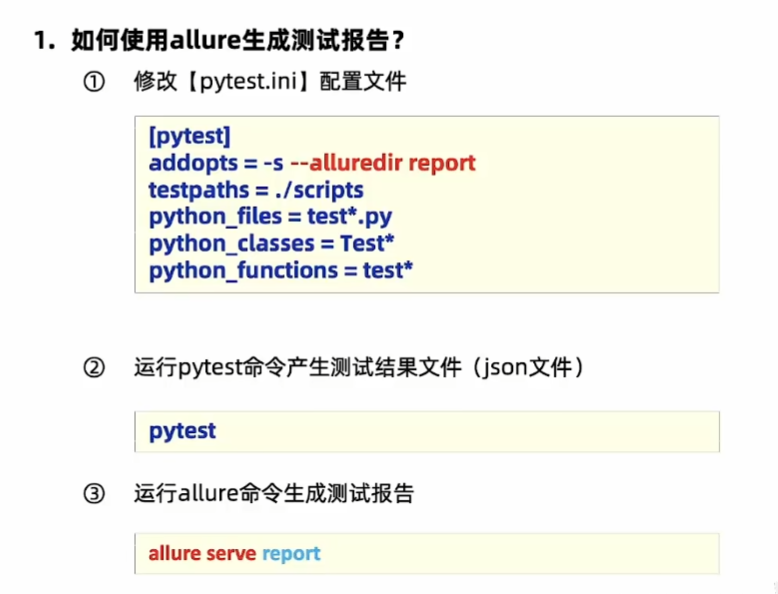 1. 如何使用allure生成测试报告？
① 修改【pytest.ini】配置文件
[pytest]
addopts = -s --alluredir report
testpaths = ./scripts
python_files = test*.py
python_classes = Test*
python_functions = test*
② 运行pytest命令产生测试结果文件（json文件）
pytest
③ 运行allure命令生成测试报告
allure serve report